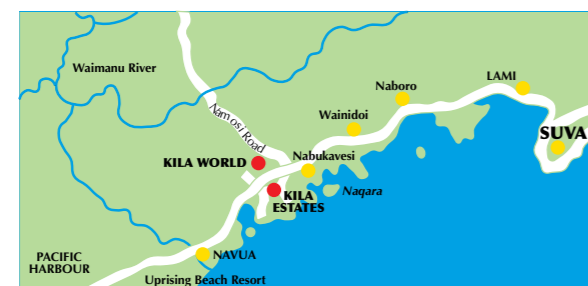 Waimanu River
LAMI
Naboro
Wainidoi
Namosi Road
SUVA
KILA WORLD
Nabukavesi
Naqara
KILA
ESTATES
PACIFIC
HARBOUR
NAVUA
Uprising Beach Resort